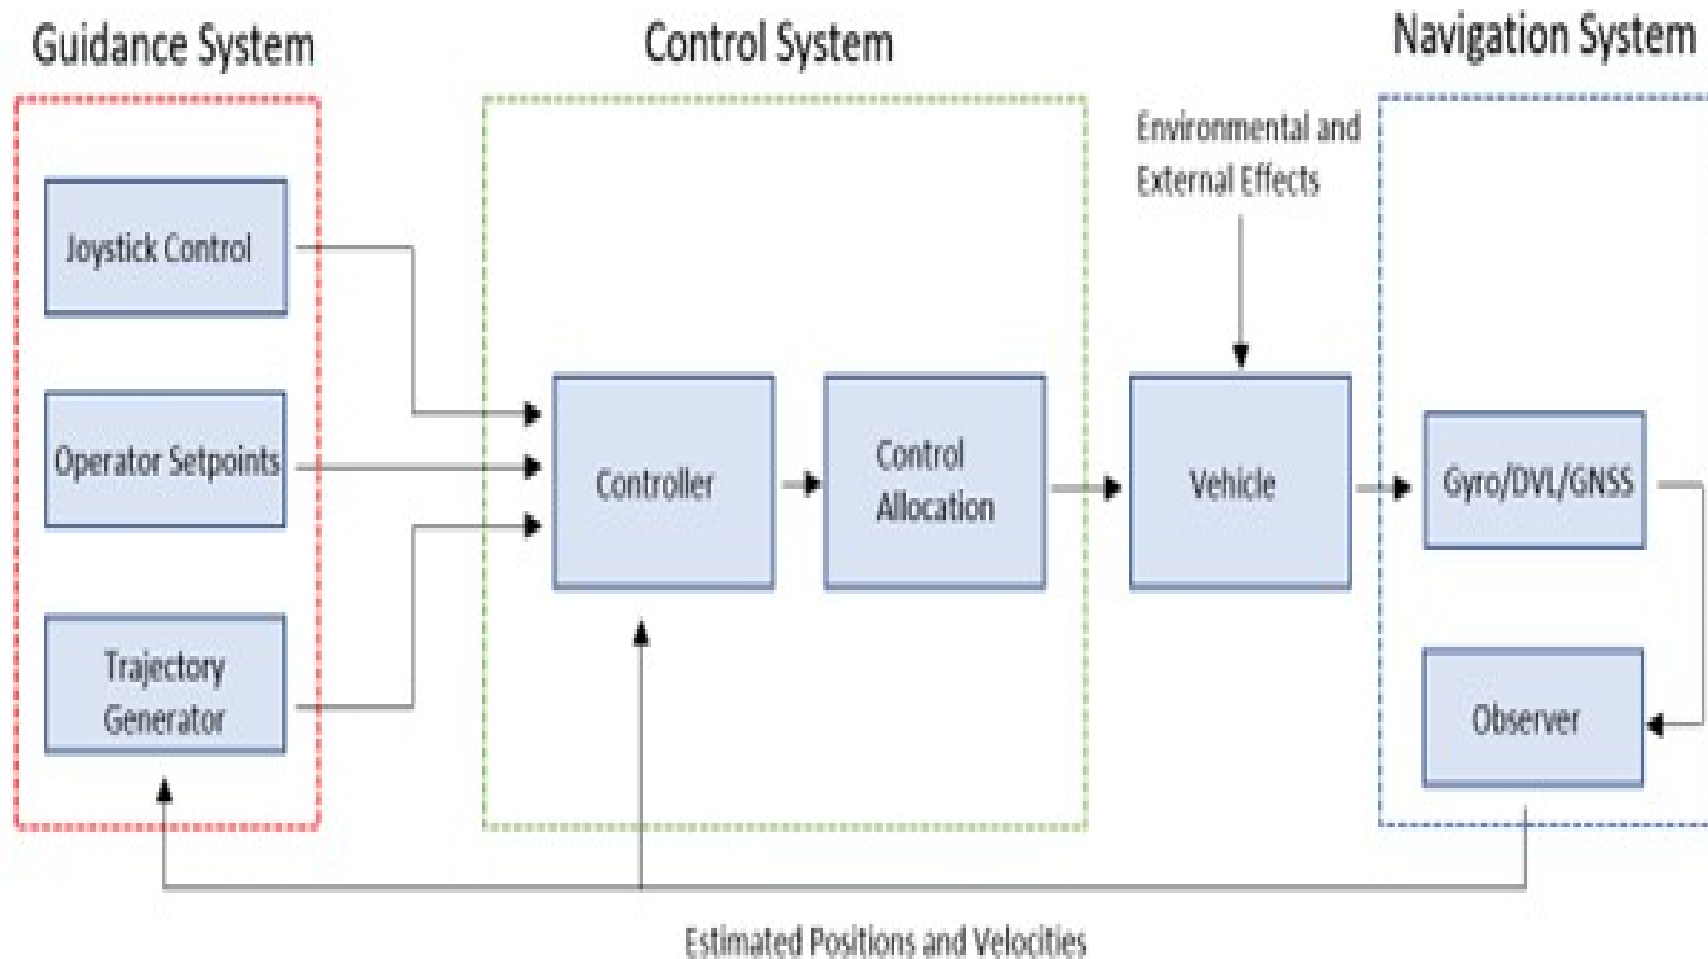 Guidance System
Control System
Navigation System
Environmental and
External Effects
Joystick Control
Operator Setpoints
Trajectory
Generator
Controller
Control
Allocation
Vehicle
Gyro/DVL/GNSS
Observer
Estimated Positions and Velocities